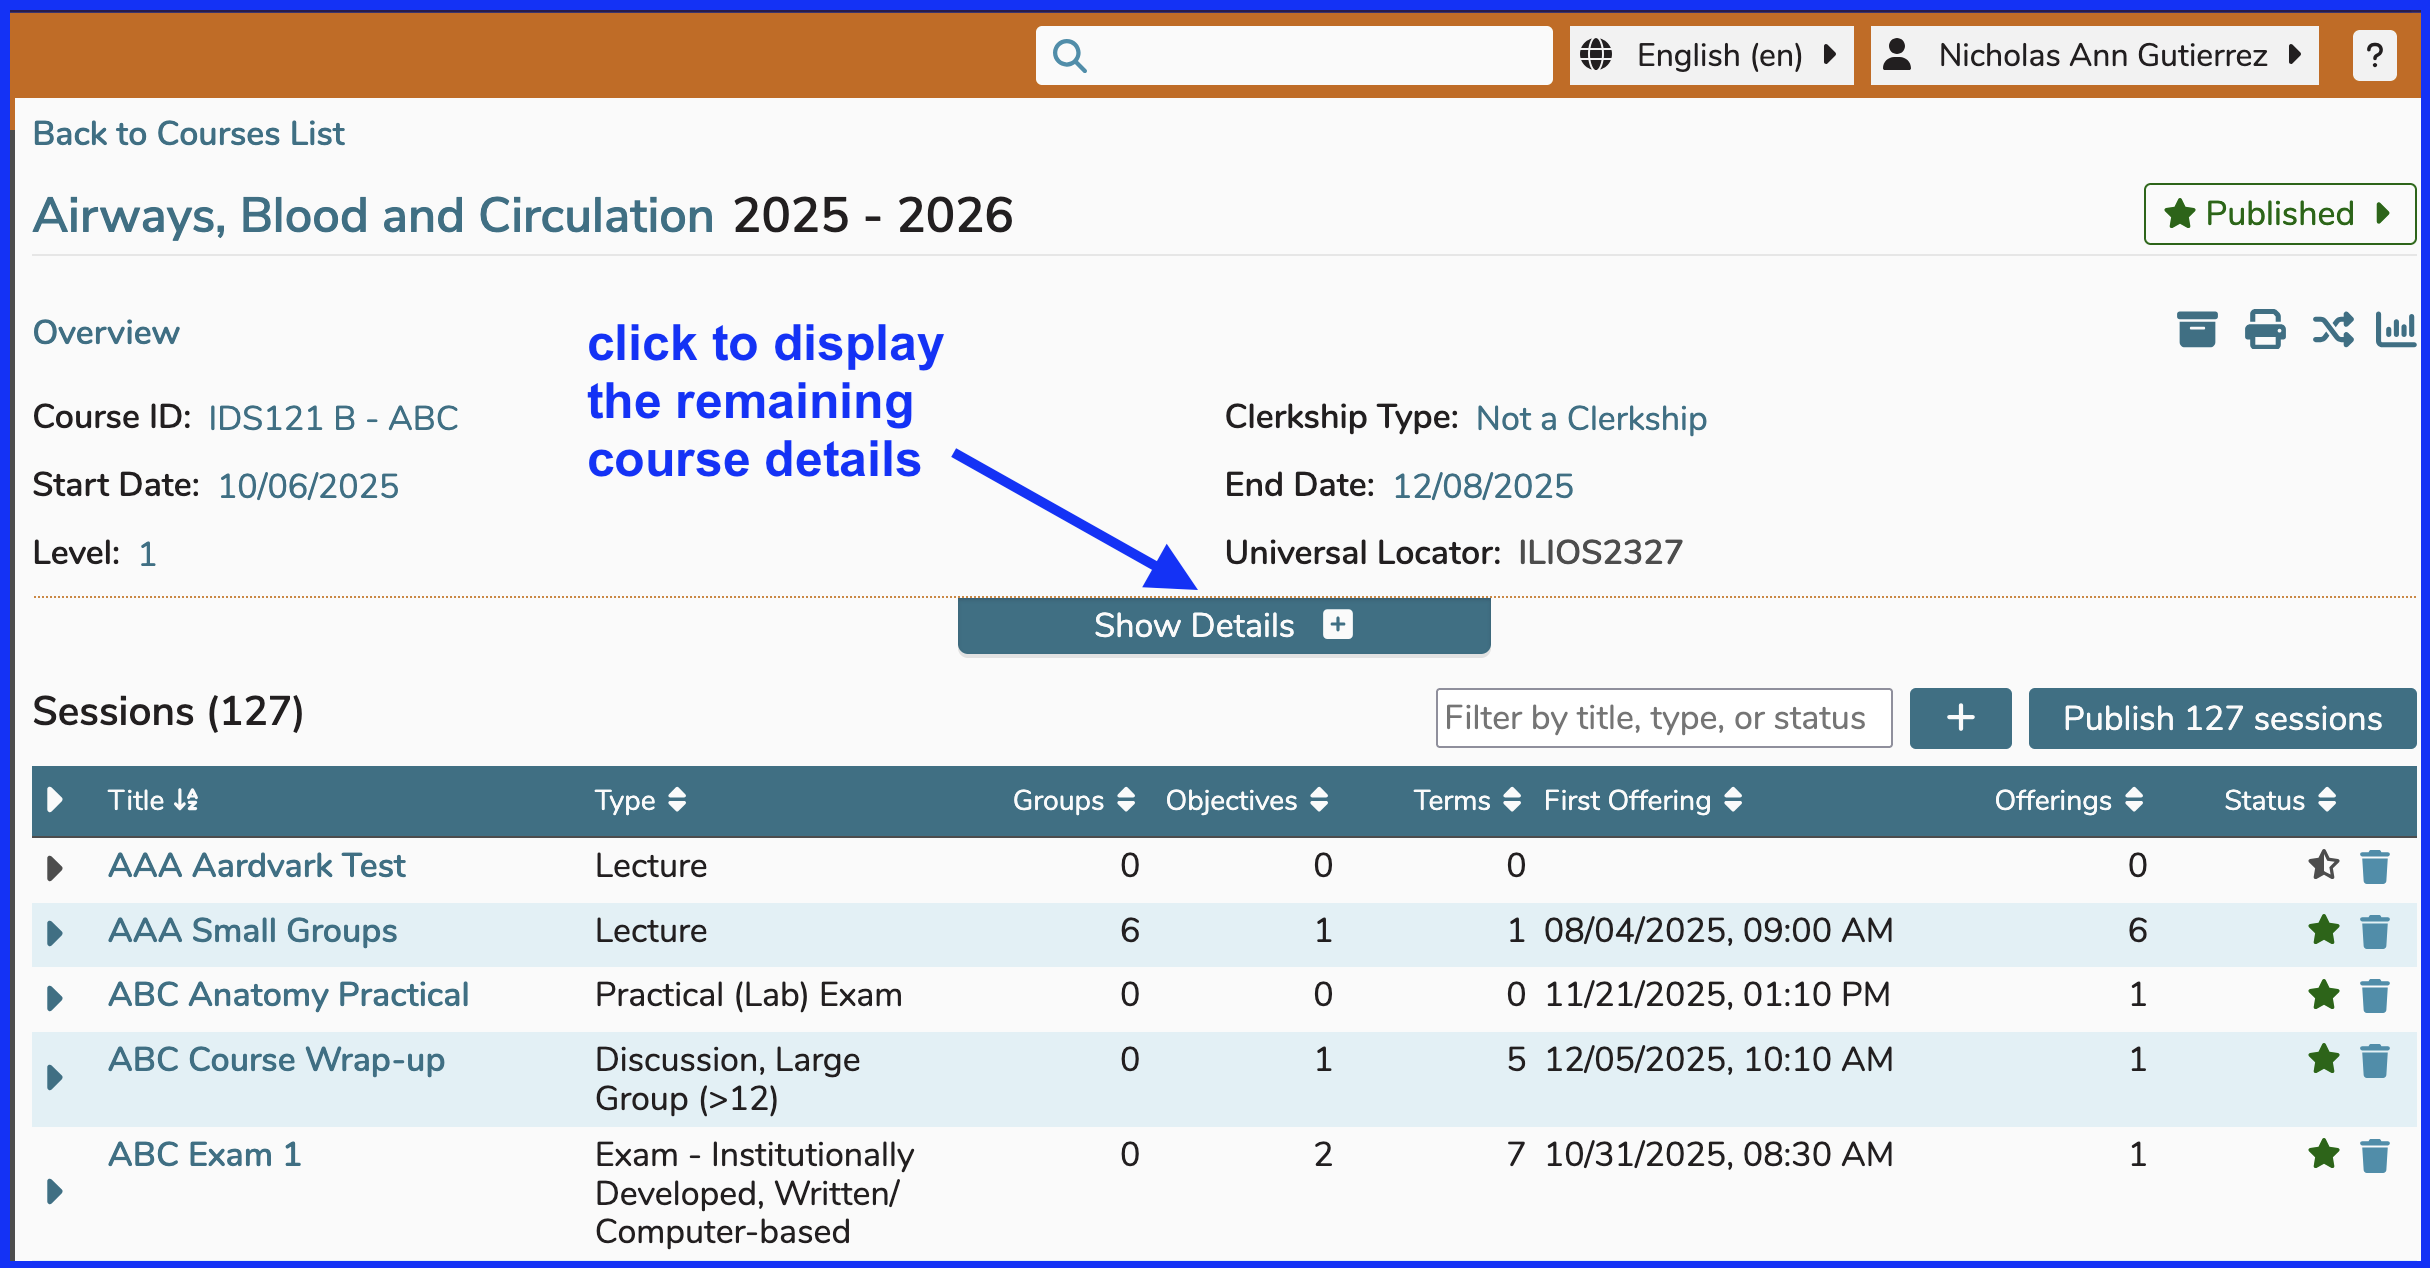 English (en)
Nicholas Ann Gutierrez
?
Back to Courses List
Airways, Blood and Circulation 2025 - 2026
Published
Overview
click to display
the remaining
course details
Course ID: IDS121 B - ABC
Clerkship Type: Not a Clerkship
Start Date: 10/06/2025
End Date: 12/08/2025
Level: 1
Universal Locator: ILIOS2327
Show Details
Sessions (127)
Filter by title, type, or status
+
Publish 127 sessions
Title Type Groups Objectives Terms First Offering Offerings Status
AAA Aardvark Test Lecture 0 0 0 0
AAA Small Groups Lecture 6 1 1 08/04/2025, 09:00 AM 6
ABC Anatomy Practical Practical (Lab) Exam 0 0 0 11/21/2025, 01:10 PM 1
ABC Course Wrap-up Discussion, Large 0 1 5 12/05/2025, 10:10 AM 1
Group (>12)
ABC Exam 1 Exam - Institutionally 0 2 7 10/31/2025, 08:30 AM 1
Developed, Written/
Computer-based